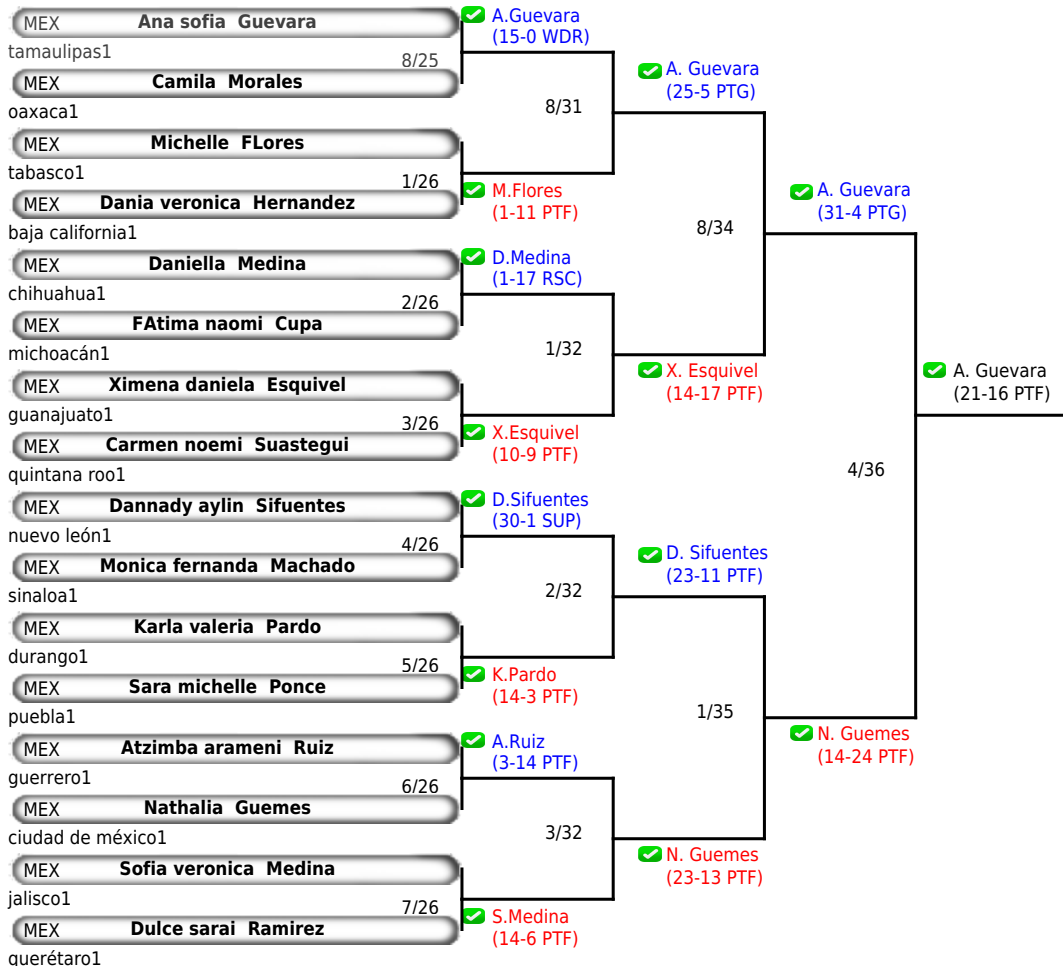 MEX Ana sofia Guevara
tamaulipas1
8/25
MEX Camila Morales
oaxaca1
MEX Michelle FLores
tabasco1
1/26
MEX Dania veronica Hernandez
baja california1
MEX Daniella Medina
chihuahua1
2/26
MEX FAtima naomi Cupa
michoacán1
MEX Ximena daniela Esquivel
guanajuato1
3/26
MEX Carmen noemi Suastegui
quintana roo1
MEX Dannady aylin Sifuentes
nuevo león1
4/26
MEX Monica fernanda Machado
sinaloa1
MEX Karla valeria Pardo
durango1
5/26
MEX Sara michelle Ponce
puebla1
MEX Atzimba arameni Ruiz
guerrero1
6/26
MEX Nathalia Guemes
ciudad de méxico1
MEX Sofia veronica Medina
jalisco1
7/26
MEX Dulce sarai Ramirez
querétaro1
A.Guevara
(15-0 WDR)
8/31
M.Flores
(1-11 PTF)
D.Medina
(1-17 RSC)
1/32
X.Esquivel
(10-9 PTF)
D.Sifuentes
(30-1 SUP)
2/32
K.Pardo
(14-3 PTF)
A.Ruiz
(3-14 PTF)
3/32
S.Medina
(14-6 PTF)
A. Guevara
(25-5 PTG)
8/34
X. Esquivel
(14-17 PTF)
D. Sifuentes
(23-11 PTF)
1/35
N. Guemes
(23-13 PTF)
A. Guevara
(31-4 PTG)
4/36
N. Guemes
(14-24 PTF)
A. Guevara
(21-16 PTF)